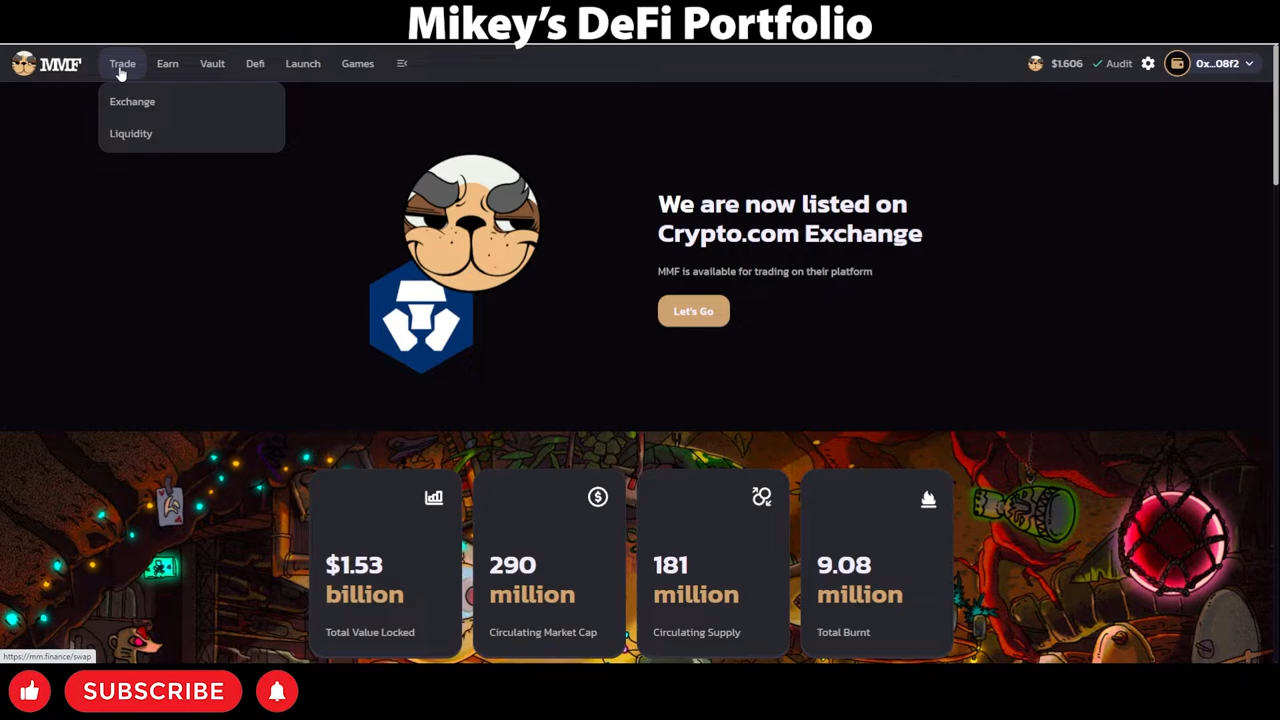 Mikey's DeFi Portfolio
MMF
Trade
Earn
Vault
Defi
Launch
Games
$1.606
Audit
0x...08f2
Exchange
Liquidity
We are now listed on
Crypto.com Exchange
MMF is available for trading on their platform
Let's Go
$1.53
billion
Total Value Locked
290
million
Circulating Market Cap
181
million
Circulating Supply
9.08
million
Total Burnt
https://mm.finance/swap
SUBSCRIBE